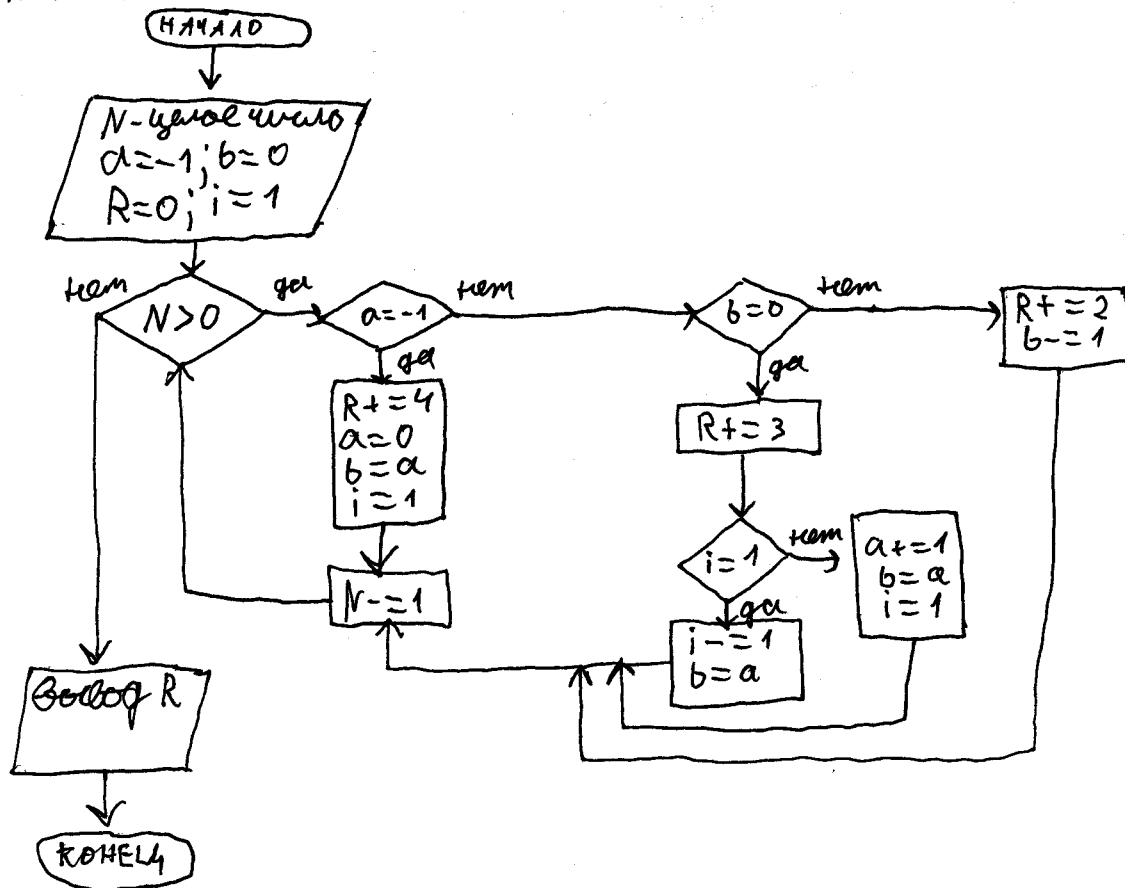 НАЧАЛО
N-целое число
a=-1; b=0
R=0; i=1
нет
N>0
да
a=-1
нет
b=0
нет
R+=2
b-=1
да
R+=4
a=0
b=a
i=1
да
R+=3
i=1
нет
a+=1
b=a
i=1
N-=1
да
i-=1
b=a
вывод R
КОНЕЦ